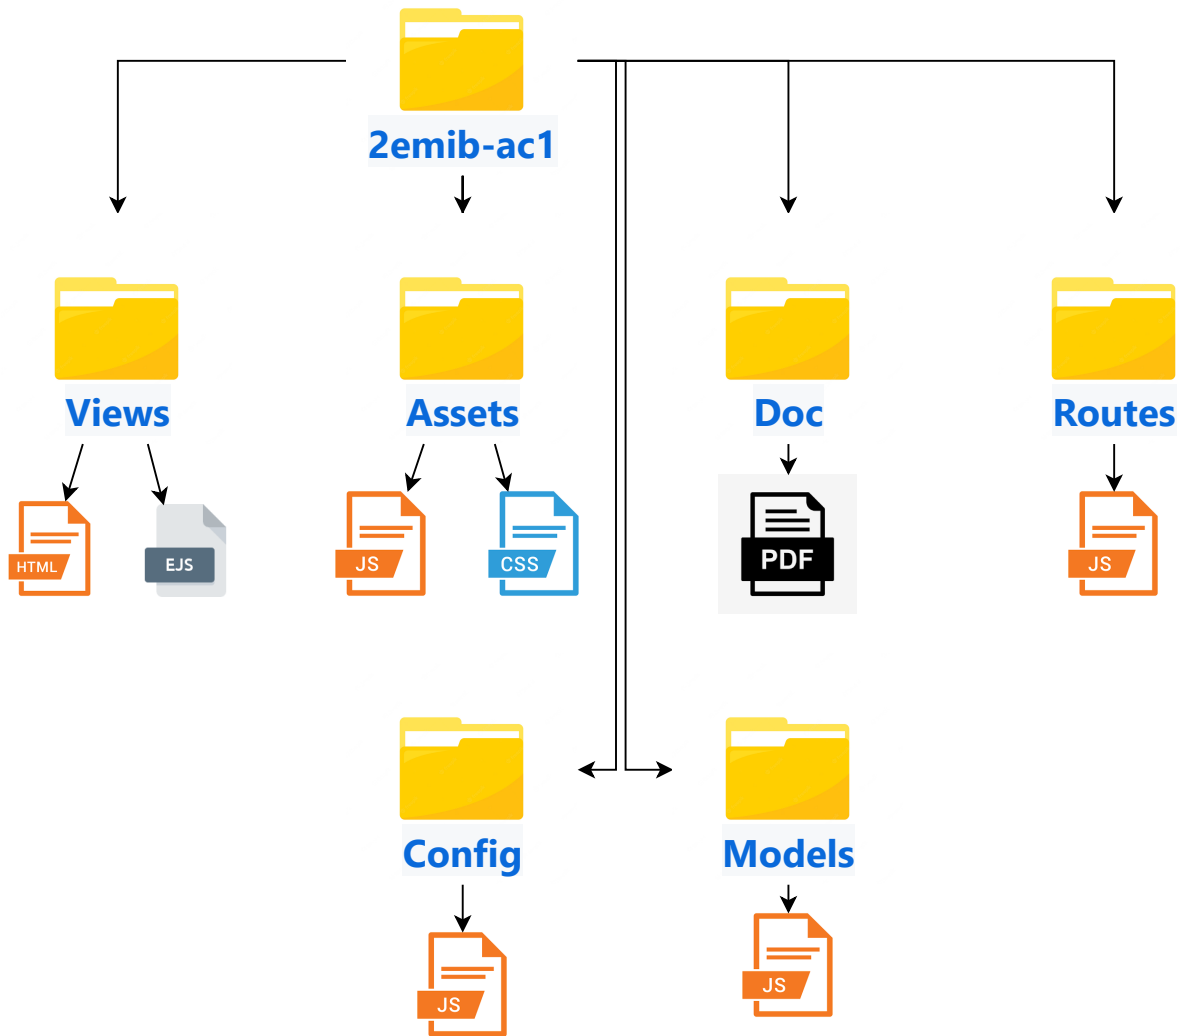 2emib-ac1
Views
Assets
Doc
Routes
HTML
EJS
JS
CSS
PDF
JS
Config
Models
JS
JS